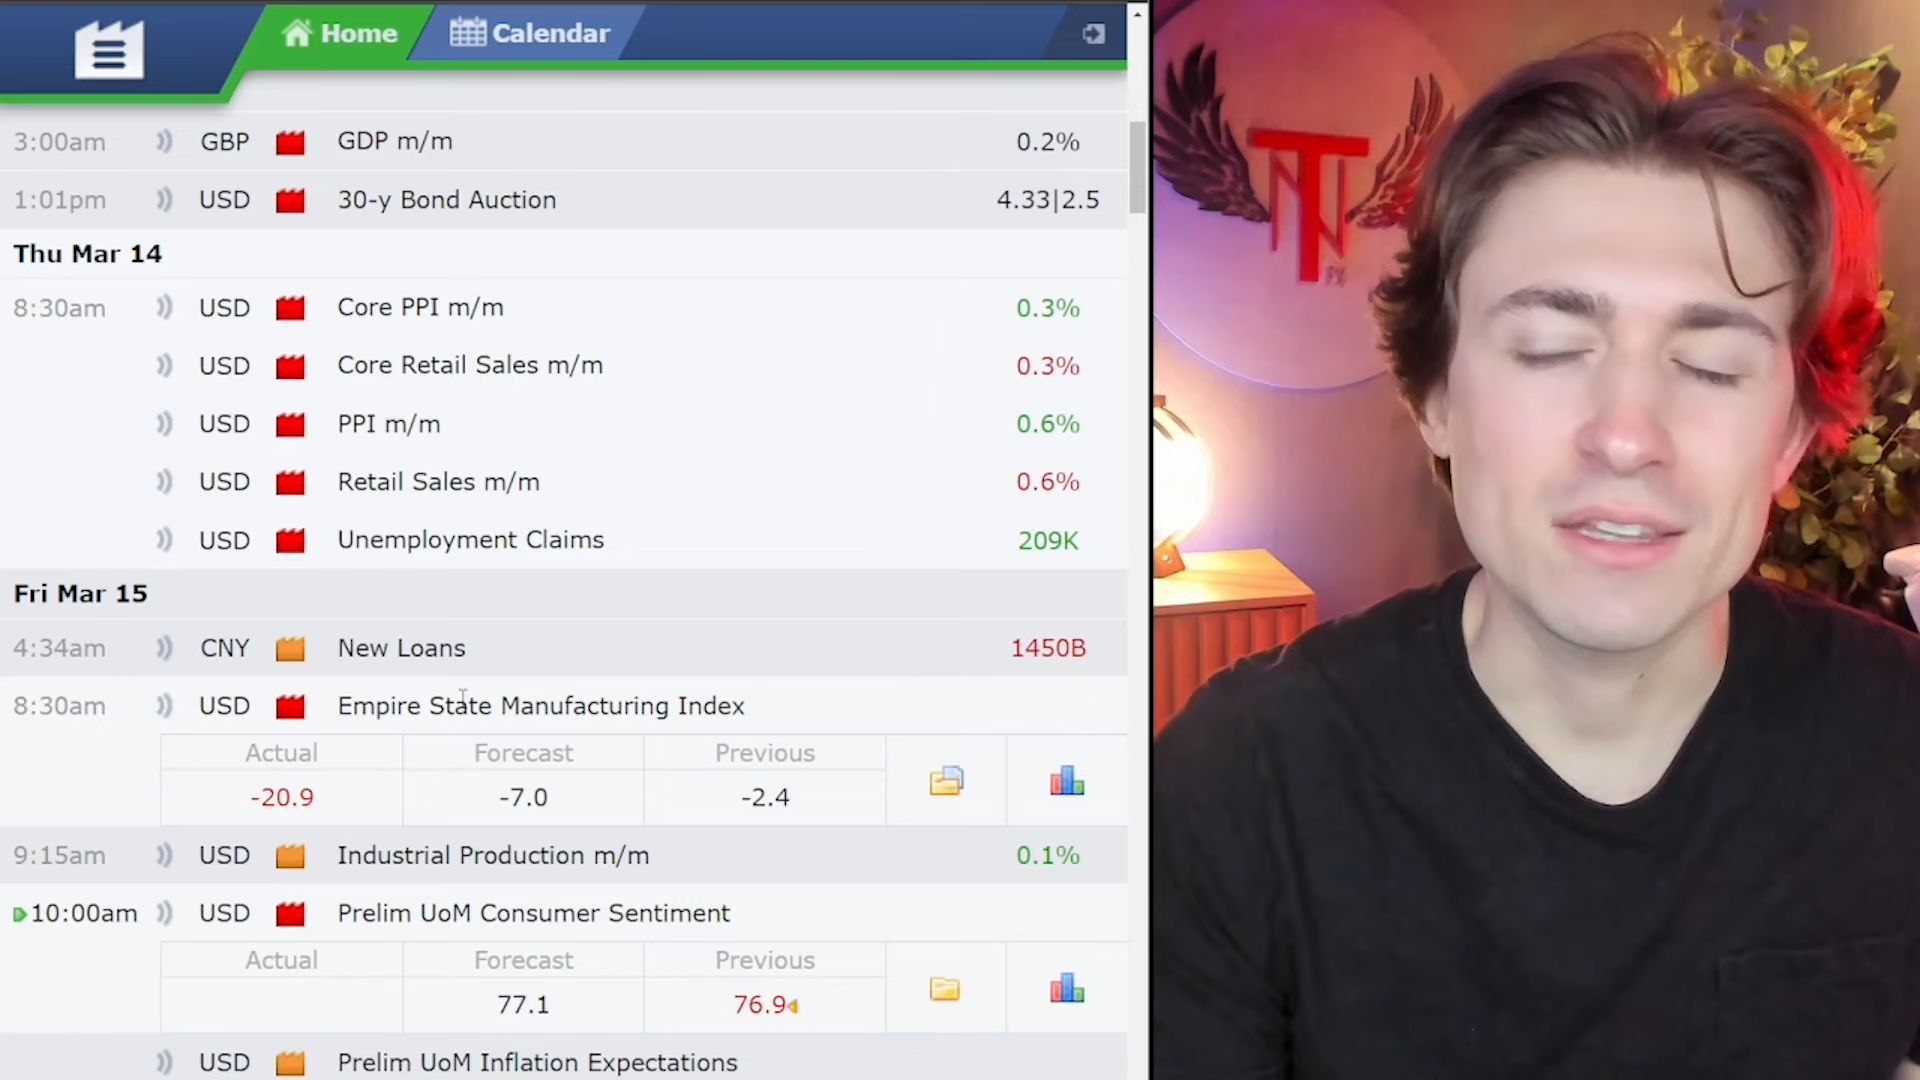 Home Calendar
3:00am GBP GDP m/m 0.2%
1:01pm USD 30-y Bond Auction 4.33|2.5
Thu Mar 14
8:30am USD Core PPI m/m 0.3%
USD Core Retail Sales m/m 0.3%
USD PPI m/m 0.6%
USD Retail Sales m/m 0.6%
USD Unemployment Claims 209K
Fri Mar 15
4:34am CNY New Loans 1450B
8:30am USD Empire State Manufacturing Index
Actual Forecast Previous
-20.9 -7.0 -2.4
9:15am USD Industrial Production m/m 0.1%
10:00am USD Prelim UoM Consumer Sentiment
Actual Forecast Previous
77.1 76.9
USD Prelim UoM Inflation Expectations